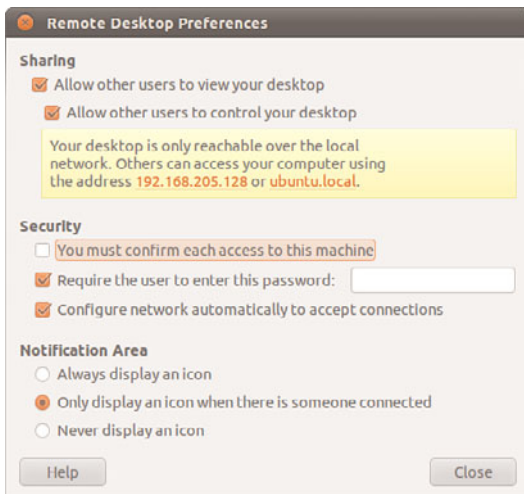 Remote Desktop Preferences
Sharing
Allow other users to view your desktop
Allow other users to control your desktop
Your desktop is only reachable over the local
network. Others can access your computer using
the address 192.168.205.128 or ubuntu.local.
Security
You must confirm each access to this machine
Require the user to enter this password:
Configure network automatically to accept connections
Notification Area
Always display an icon
Only display an icon when there is someone connected
Never display an icon
Help Close